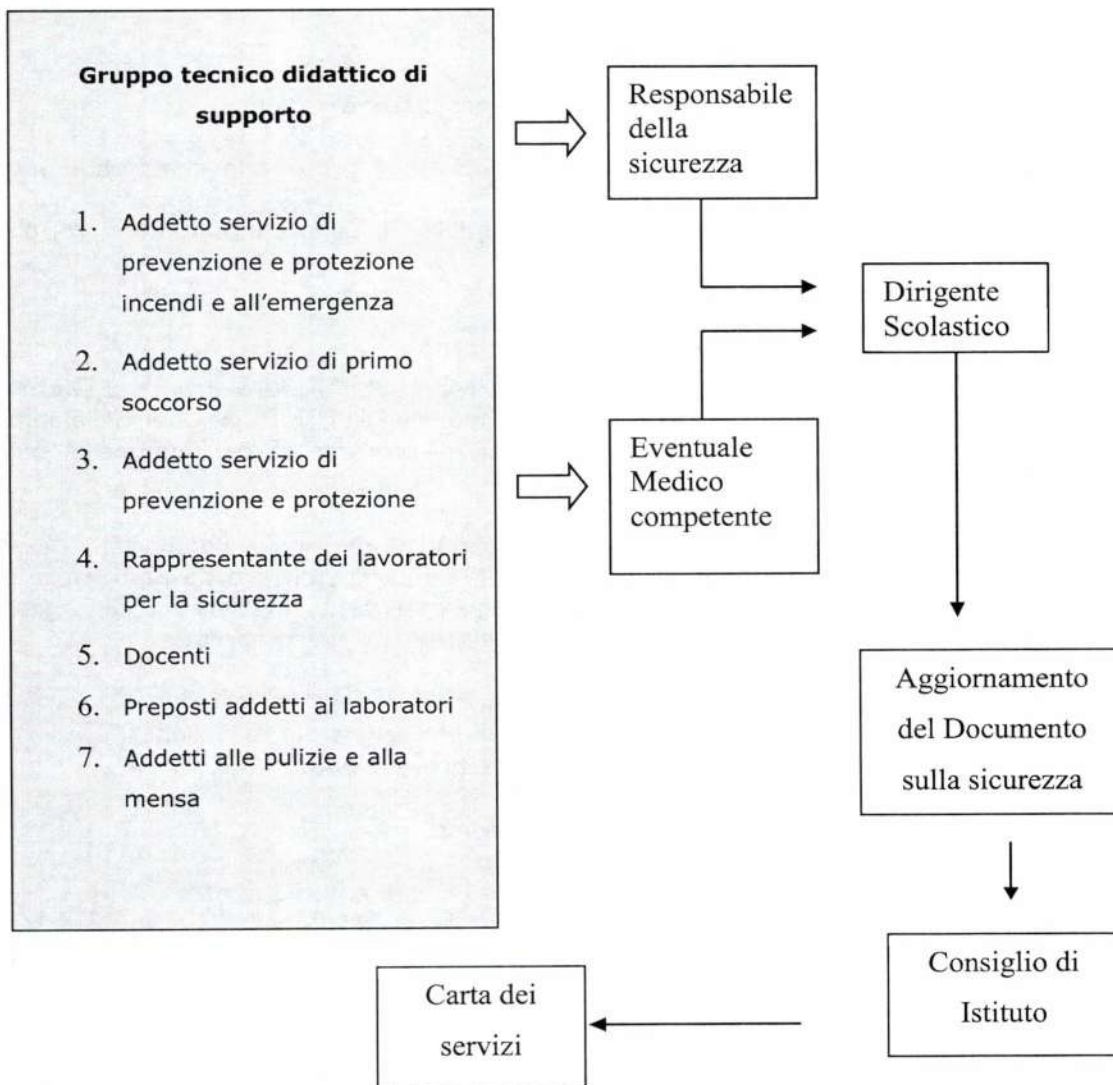 Gruppo tecnico didattico di
supporto
1. Addetto servizio di
prevenzione e protezione
incendi e all'emergenza
2. Addetto servizio di primo
soccorso
3. Addetto servizio di
prevenzione e protezione
4. Rappresentante dei lavoratori
per la sicurezza
5. Docenti
6. Preposti addetti ai laboratori
7. Addetti alle pulizie e alla
mensa
Responsabile
della
sicurezza
Dirigente
Scolastico
Eventuale
Medico
competente
Aggiornamento
del Documento
sulla sicurezza
Consiglio di
Istituto
Carta dei
servizi